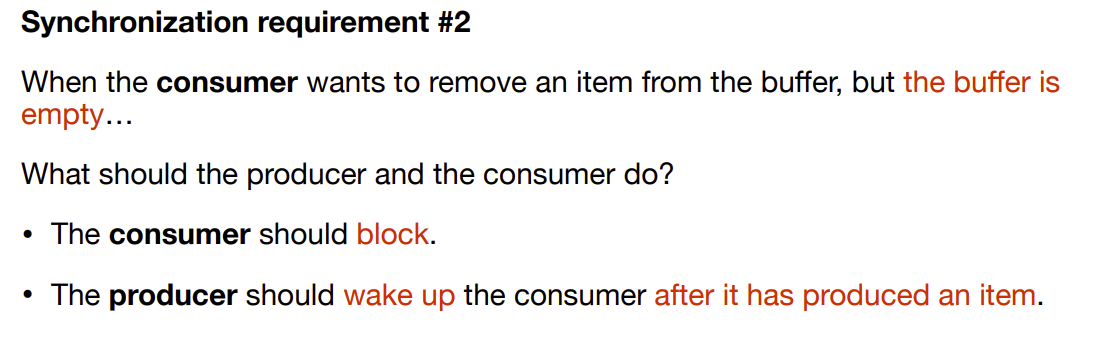 Synchronization requirement #2
When the consumer wants to remove an item from the buffer, but the buffer is
empty…
What should the producer and the consumer do?
• The consumer should block.
• The producer should wake up the consumer after it has produced an item.